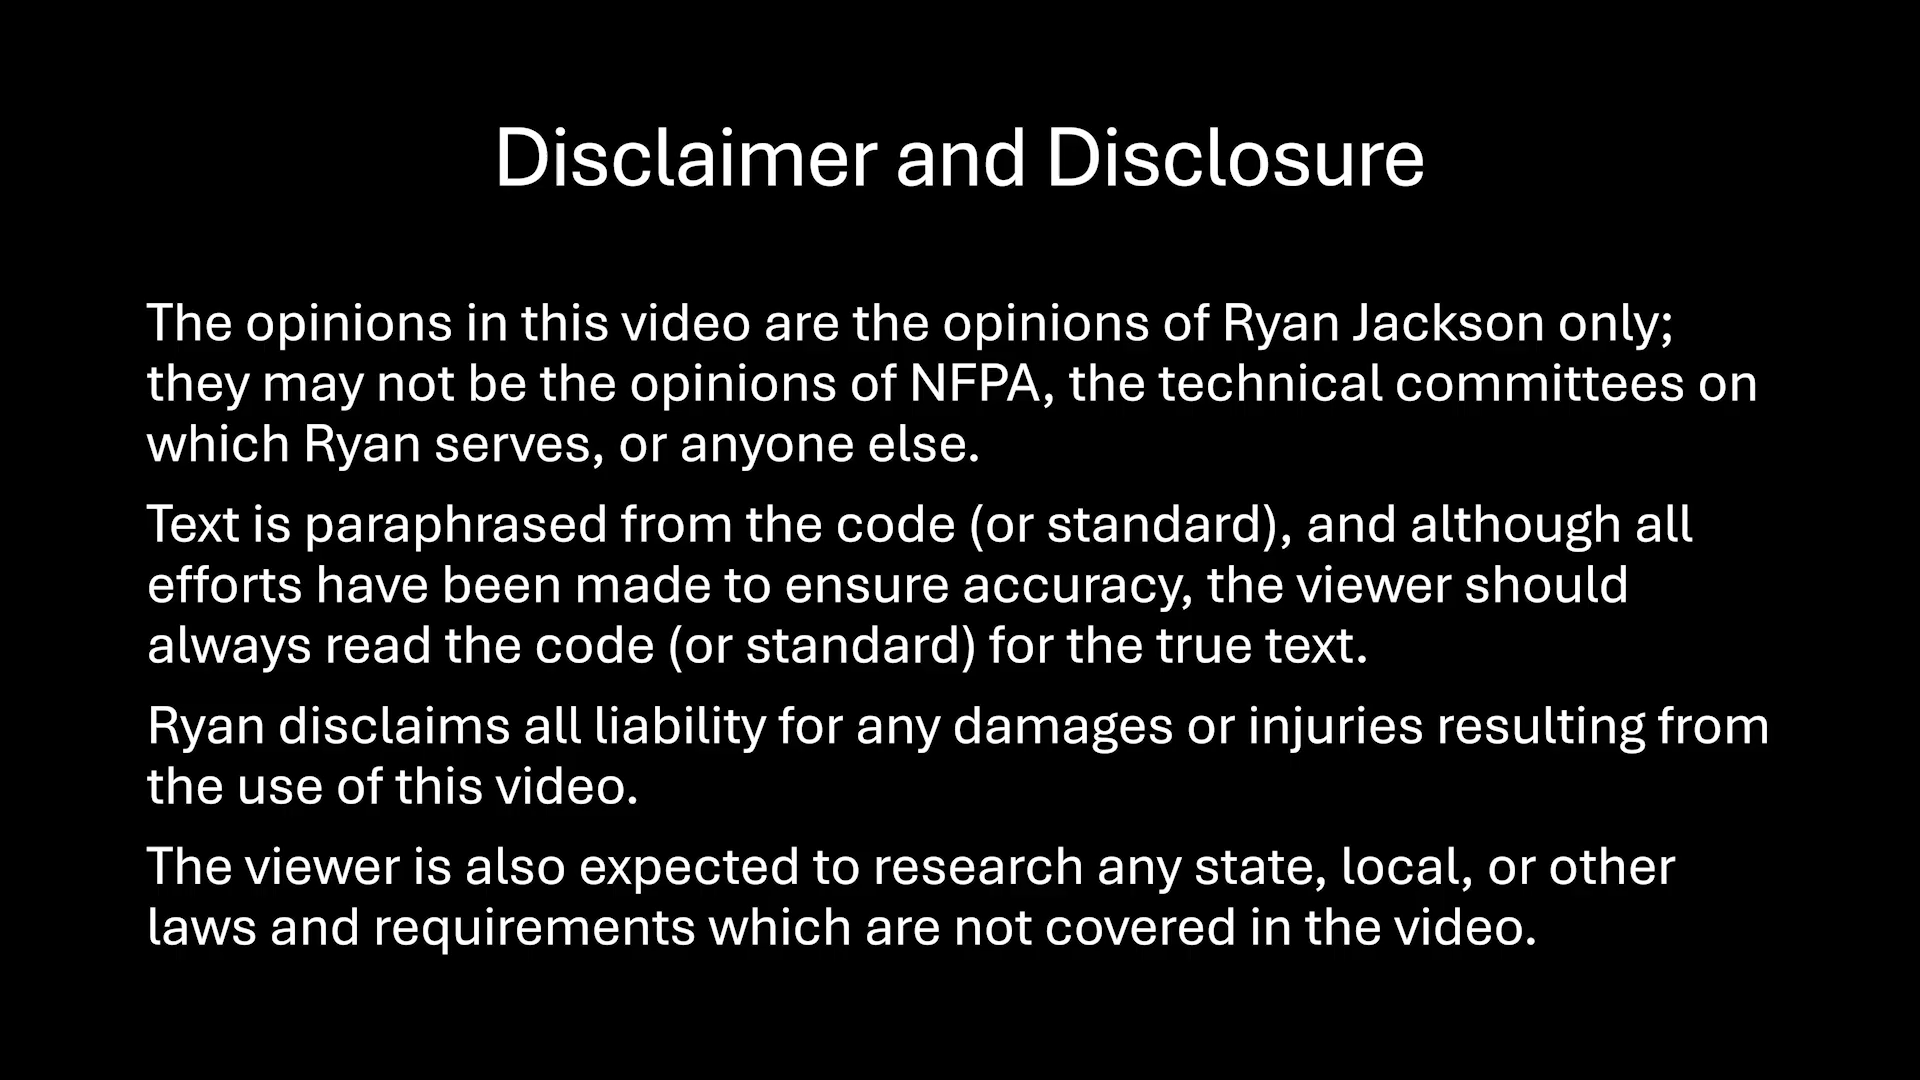 Disclaimer and Disclosure
The opinions in this video are the opinions of Ryan Jackson only;
they may not be the opinions of NFPA, the technical committees on
which Ryan serves, or anyone else.
Text is paraphrased from the code (or standard), and although all
efforts have been made to ensure accuracy, the viewer should
always read the code (or standard) for the true text.
Ryan disclaims all liability for any damages or injuries resulting from
the use of this video.
The viewer is also expected to research any state, local, or other
laws and requirements which are not covered in the video.